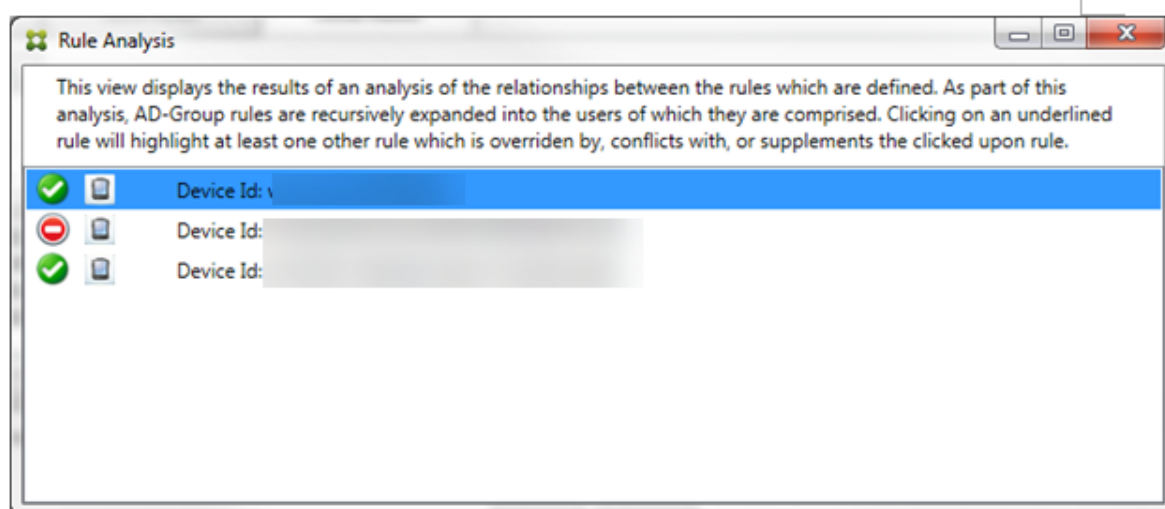 Rule Analysis
This view displays the results of an analysis of the relationships between the rules which are defined. As part of this
analysis, AD-Group rules are recursively expanded into the users of which they are comprised. Clicking on an underlined
rule will highlight at least one other rule which is overriden by, conflicts with, or supplements the clicked upon rule.
Device Id:
Device Id:
Device Id: